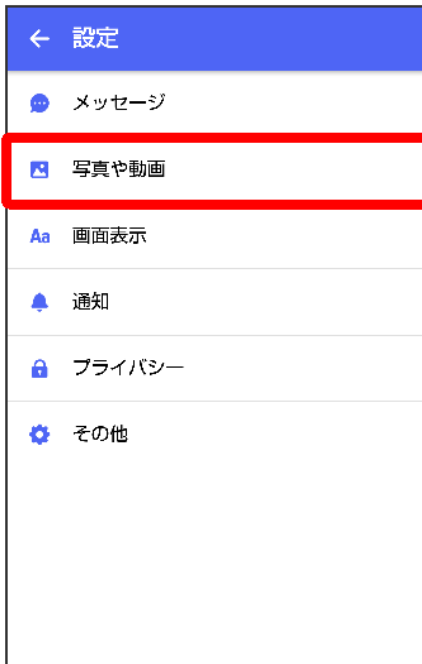 設定
メッセージ
写真や動画
Aa 画面表示
通知
プライバシー
その他